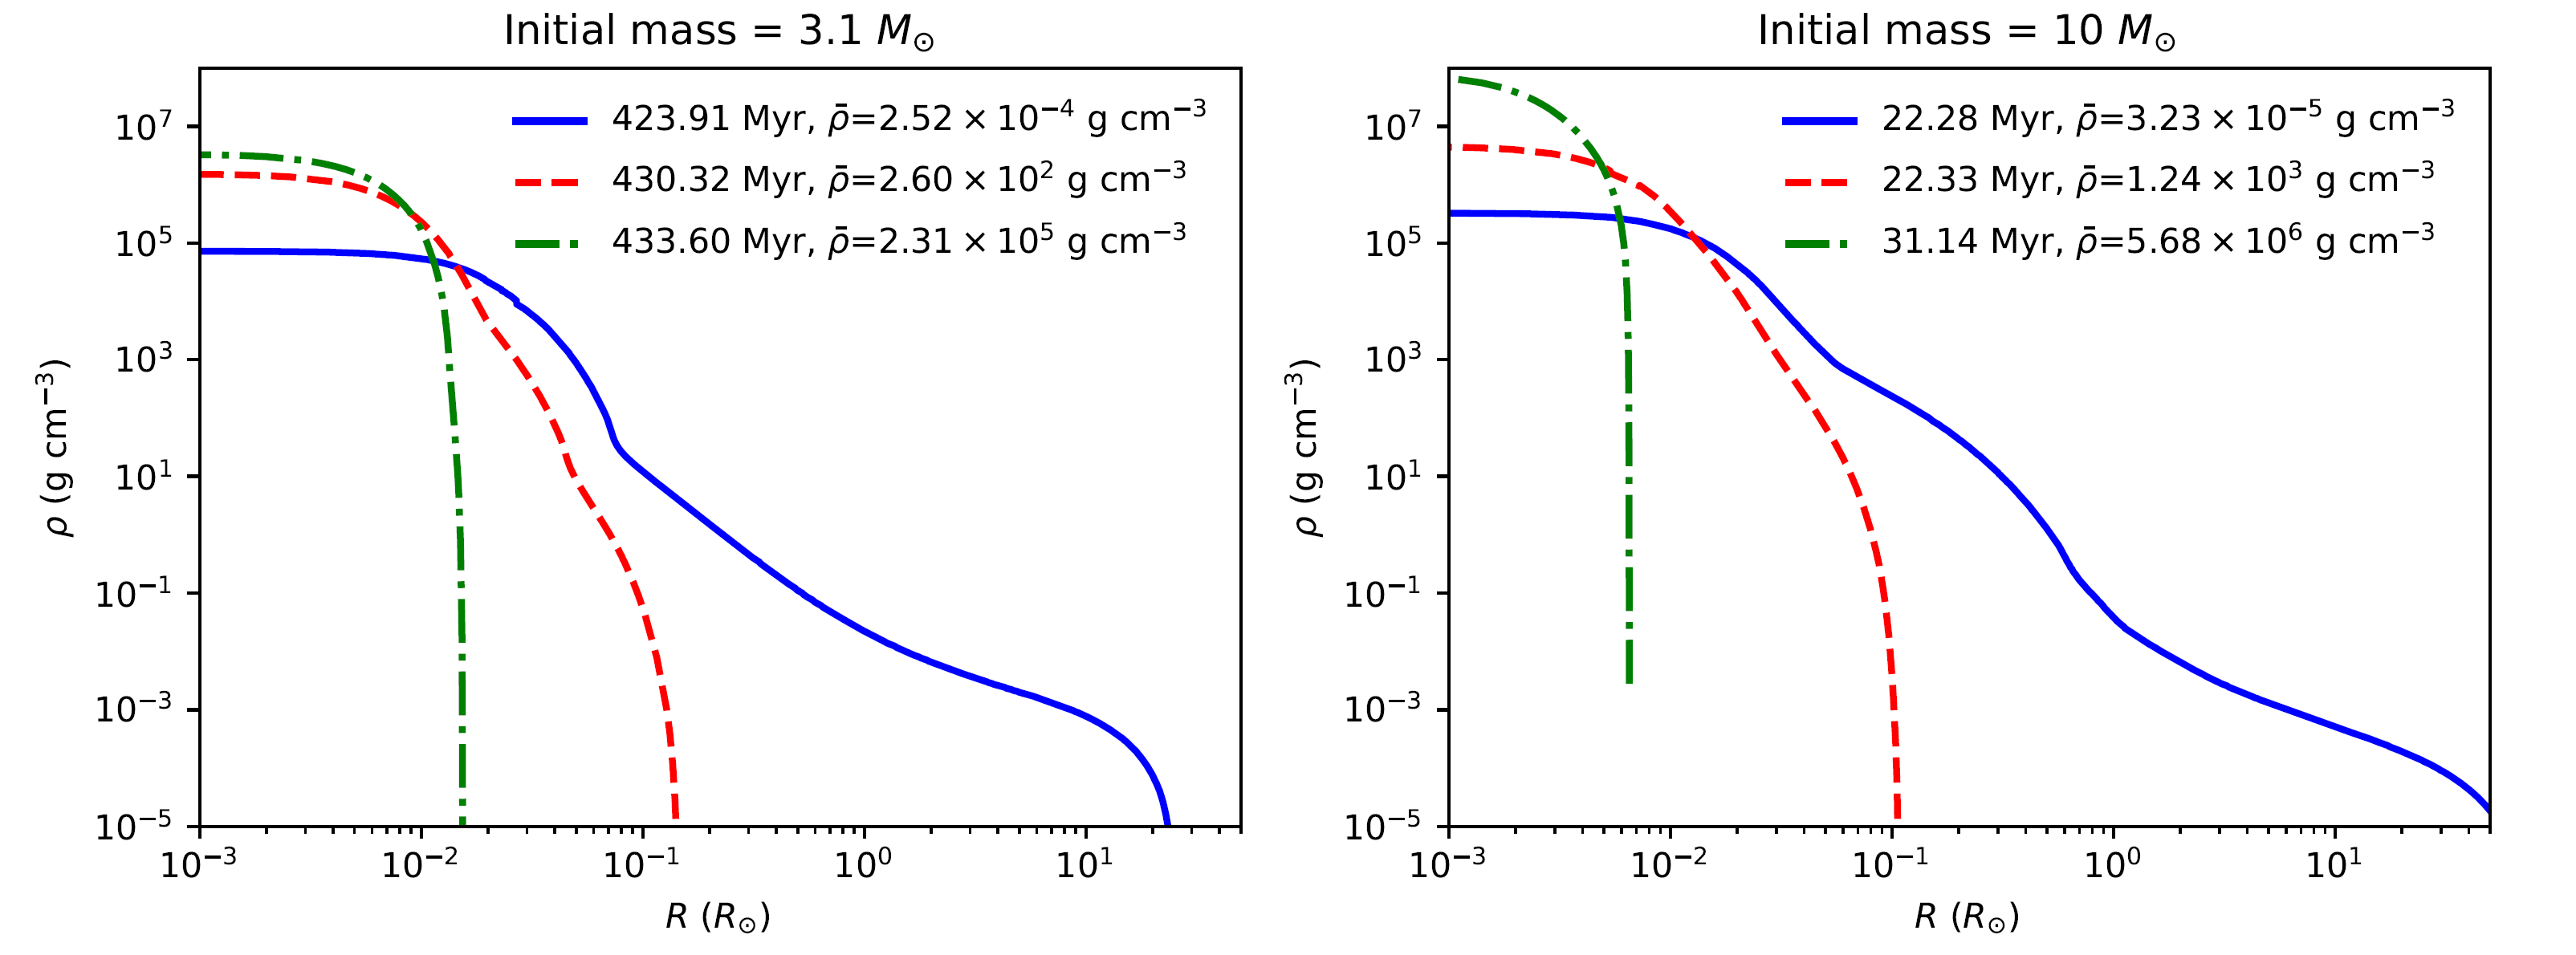 Initial mass = 3.1 M⊙
10⁷
10⁵
10³
10¹
10⁻¹
10⁻³
10⁻⁵
ρ (g cm⁻³)
423.91 Myr, ρ̄=2.52 × 10⁻⁴ g cm⁻³
430.32 Myr, ρ̄=2.60 × 10² g cm⁻³
433.60 Myr, ρ̄=2.31 × 10⁵ g cm⁻³
10⁻³ 10⁻² 10⁻¹ 10⁰ 10¹
R (R⊙)
Initial mass = 10 M⊙
10⁷
10⁵
10³
10¹
10⁻¹
10⁻³
10⁻⁵
ρ (g cm⁻³)
22.28 Myr, ρ̄=3.23 × 10⁻⁵ g cm⁻³
22.33 Myr, ρ̄=1.24 × 10³ g cm⁻³
31.14 Myr, ρ̄=5.68 × 10⁶ g cm⁻³
10⁻³ 10⁻² 10⁻¹ 10⁰ 10¹
R (R⊙)